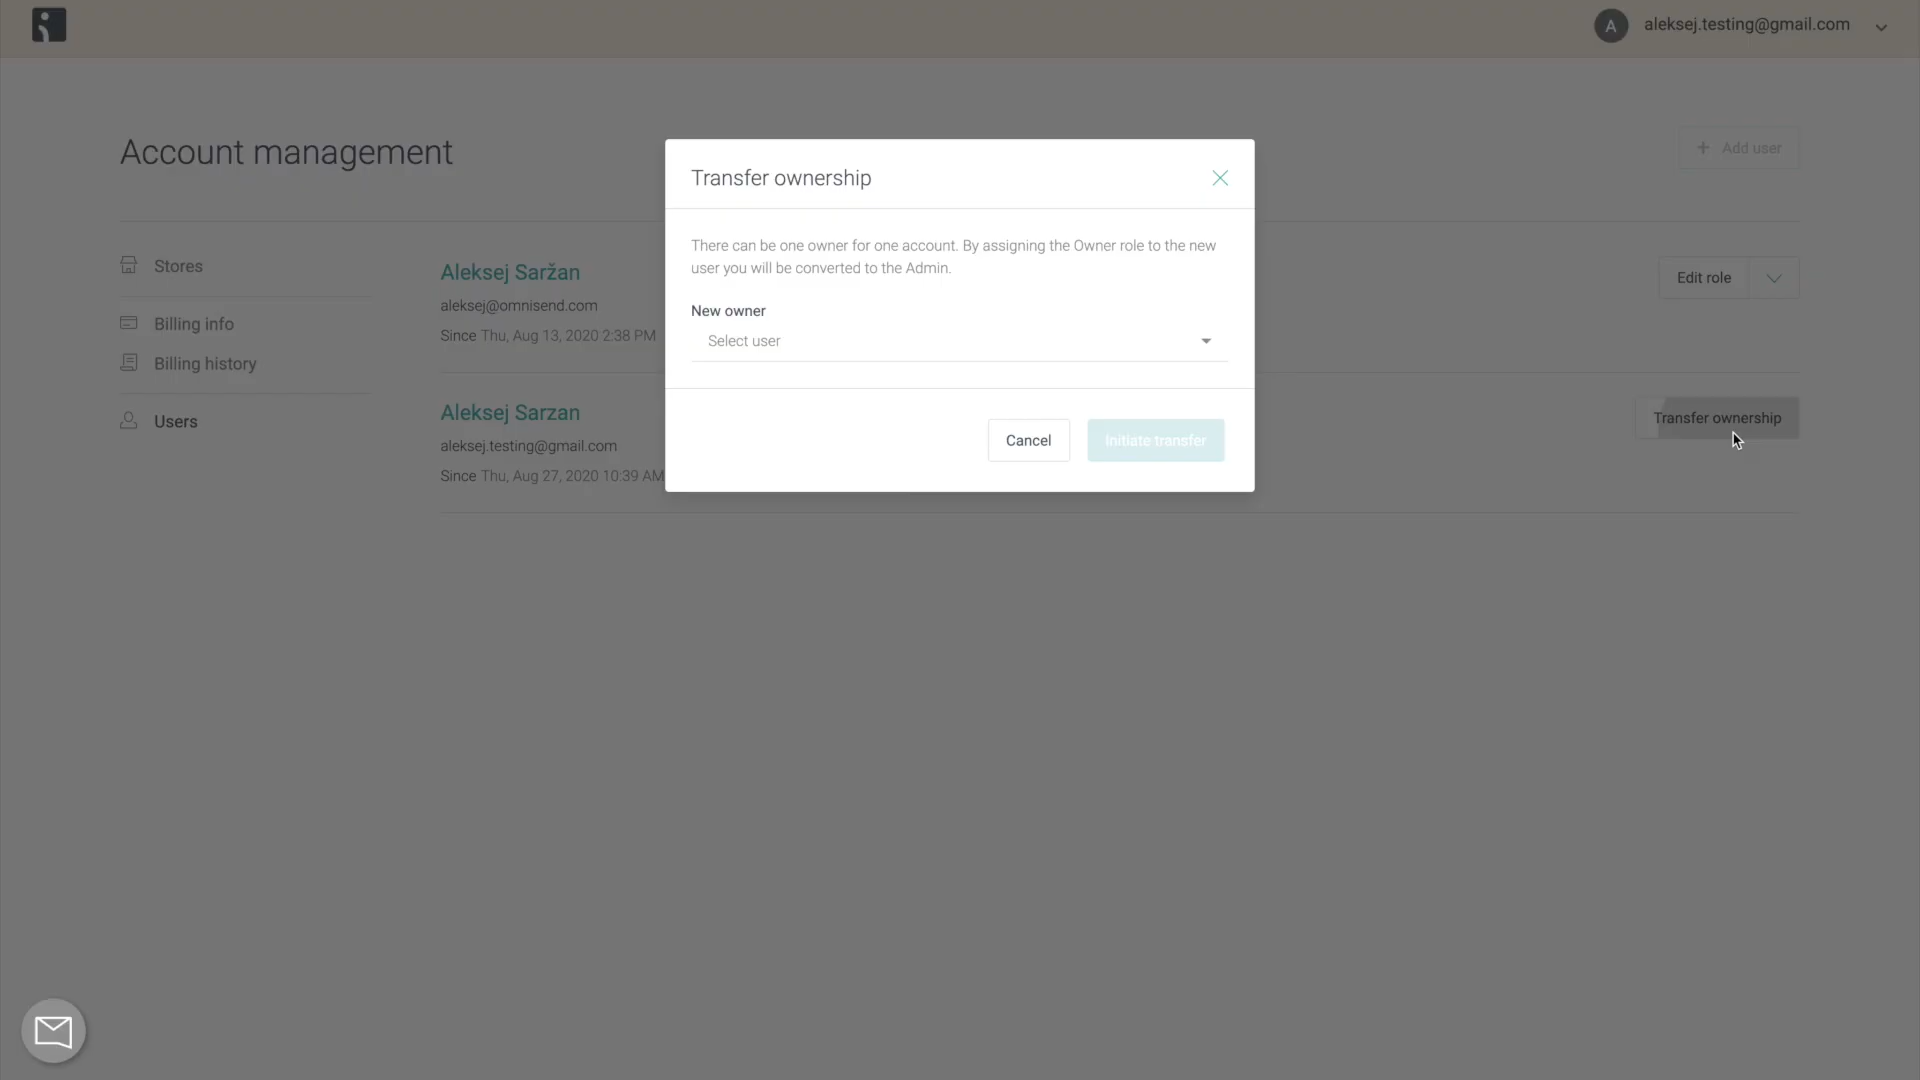 A aleksej.testing@gmail.com
Account management
+ Add user
Stores
Billing info
Billing history
Users
Aleksej Saržan
aleksej@omnisend.com
Since Thu, Aug 13, 2020 2:38 PM
Edit role
Aleksej Sarzan
aleksej.testing@gmail.com
Since Thu, Aug 27, 2020 10:39 AM
Transfer ownership
Transfer ownership
There can be one owner for one account. By assigning the Owner role to the new
user you will be converted to the Admin.
New owner
Select user
Cancel
Initiate transfer